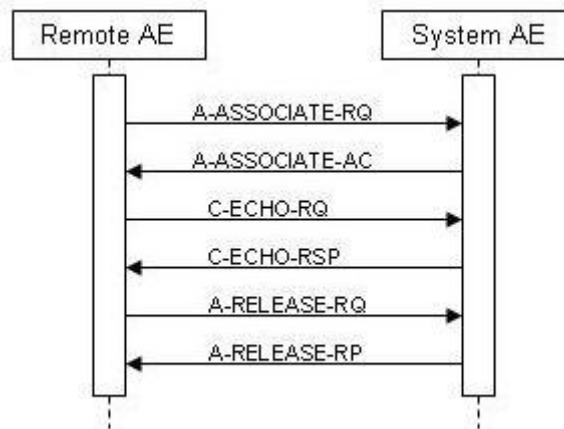 Remote AE
System AE
A-ASSOCIATE-RQ
A-ASSOCIATE-AC
C-ECHO-RQ
C-ECHO-RSP
A-RELEASE-RQ
A-RELEASE-RP